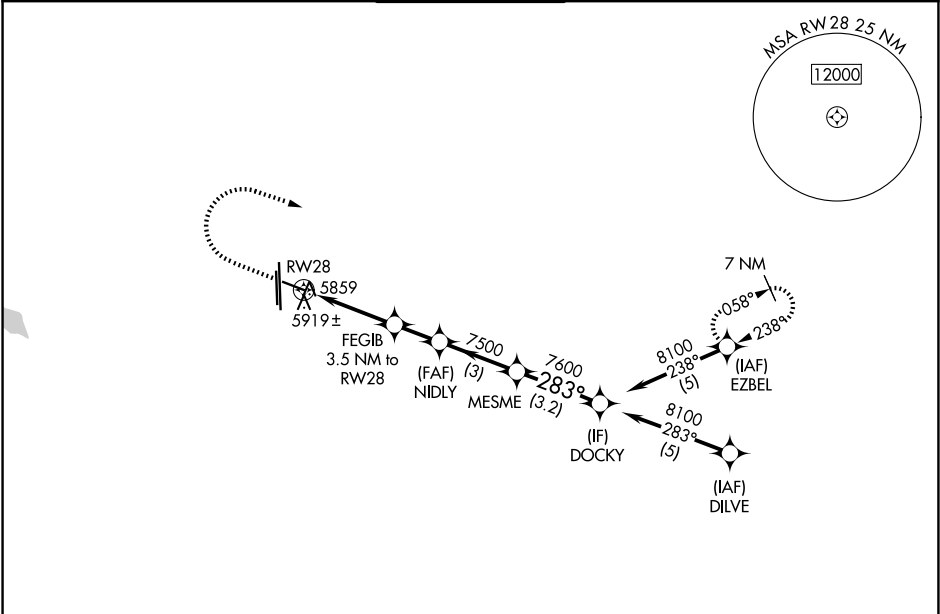 MSA RW28 25 NM
12000
7 NM
058°
238°
RW28
5859
5919±
FEGIB
3.5 NM to
RW28
(FAF)
NIDLY
7500
(3)
MESME
7600
283°
(3.2)
(IF)
DOCKY
8100
238°
(5)
(IAF)
EZBEL
8100
283°
(5)
(IAF)
DILVE